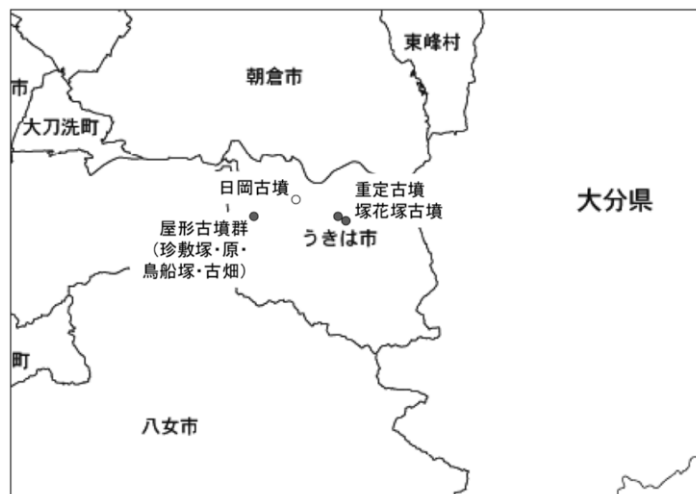 東峰村
朝倉市
市
大刀洗町
日岡古墳
重定古墳
塚花塚古墳
大分県
屋形古墳群
(珍敷塚・原・
鳥船塚・古畑)
うきは市
町
八女市